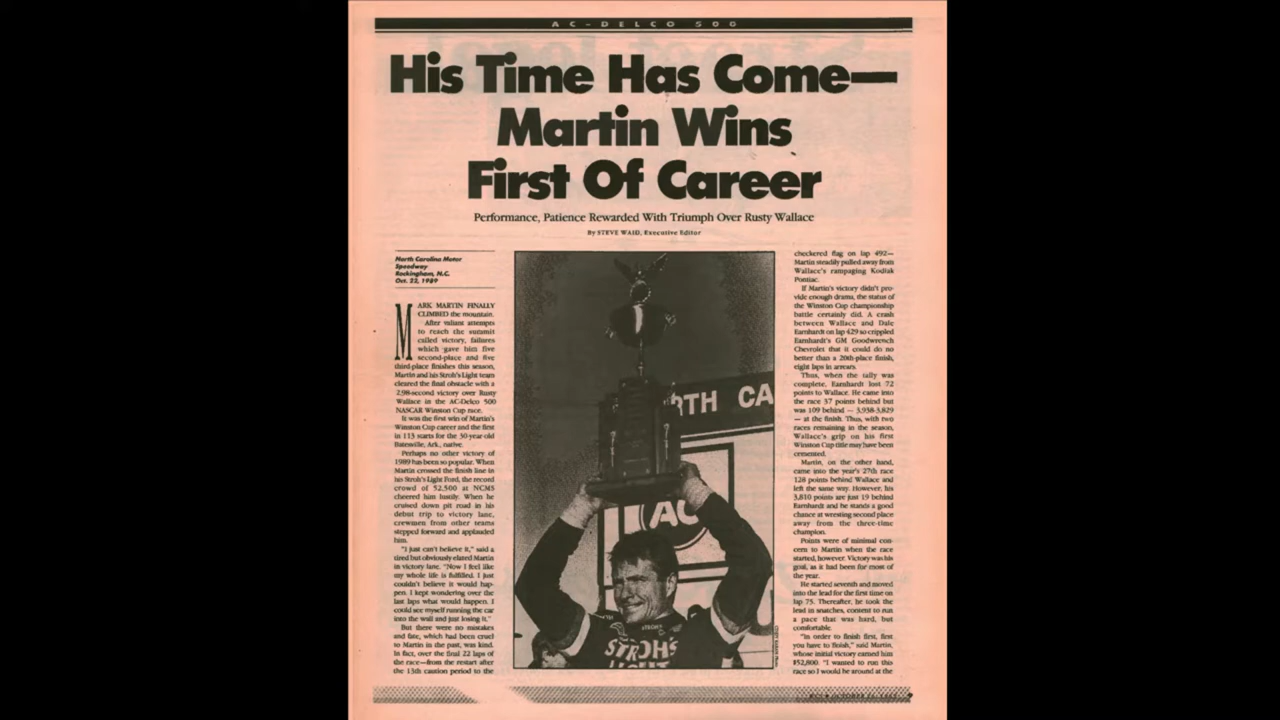 AC-DELCO 500
His Time Has Come—
Martin Wins
First Of Career
Performance, Patience Rewarded With Triumph Over Rusty Wallace
By STEVE WAID, Executive Editor
North Carolina Motor
Speedway
Rockingham, N.C.
Oct. 22, 1989
MARK MARTIN FINALLY
CLIMBED the mountain.
After valiant attempts
to reach the summit
called victory, failures
which gave him five
second-place and five
third-place finishes this season,
Martin and his Stroh's Light team
cleared the final obstacle with a
2.98-second victory over Rusty
Wallace in the AC-Delco 500
NASCAR Winston Cup race.
It was the first win of Martin's
Winston Cup career and the first
in 113 starts for the 30-year-old
Batesville, Ark., native.
Perhaps no other victory of
1989 has been so popular. When
Martin crossed the finish line in
his Stroh's Light Ford, the record
crowd of 52,500 at NCMS
cheered him lustily. When he
cruised down pit road in his
debut trip to victory lane,
crewmen from other teams
stepped forward and applauded
him.
"I just can't believe it," said a
tired but obviously elated Martin
in victory lane. "Now I feel like
my whole life is fulfilled. I just
couldn't believe it would hap-
pen. I kept wondering over the
last laps what would happen. I
could see myself running the car
into the wall and just losing it."
But there were no mistakes
and fate, which had been cruel
to Martin in the past, was kind.
In fact, over the final 22 laps of
the race—from the restart after
the 13th caution period to the
RTH CA
AC
STROHS
STROHS
LIGHT
checkered flag on lap 492—
Martin steadily pulled away from
Wallace's rampaging Kodiak
Pontiac.
If Martin's victory didn't pro-
vide enough drama, the status of
the Winston Cup championship
battle certainly did. A crash
between Wallace and Dale
Earnhardt on lap 429 so crippled
Earnhardt's GM Goodwrench
Chevrolet that it could do no
better than a 20th-place finish,
eight laps in arrears.
Thus, when the tally was
complete, Earnhardt lost 72
points to Wallace. He came into
the race 37 points behind but
was 109 behind — 3,938-3,829
— at the finish. Thus, with two
races remaining in the season,
Wallace's grip on his first
Winston Cup title may have been
cemented.
Martin, on the other hand,
came into the year's 27th race
128 points behind Wallace and
left the same way. However, his
3,810 points are just 19 behind
Earnhardt and he stands a good
chance at wresting second place
away from the three-time
champion.
Points were of minimal con-
cern to Martin when the race
started, however. Victory was his
goal, as it had been for most of
the year.
He started seventh and moved
into the lead for the first time on
lap 75. Thereafter, he took the
lead in snatches, content to run
a pace that was hard, but
comfortable.
"In order to finish first, first
you have to finish," said Martin,
whose initial victory earned him
$52,800. "I wanted to run this
race so I would be around at the